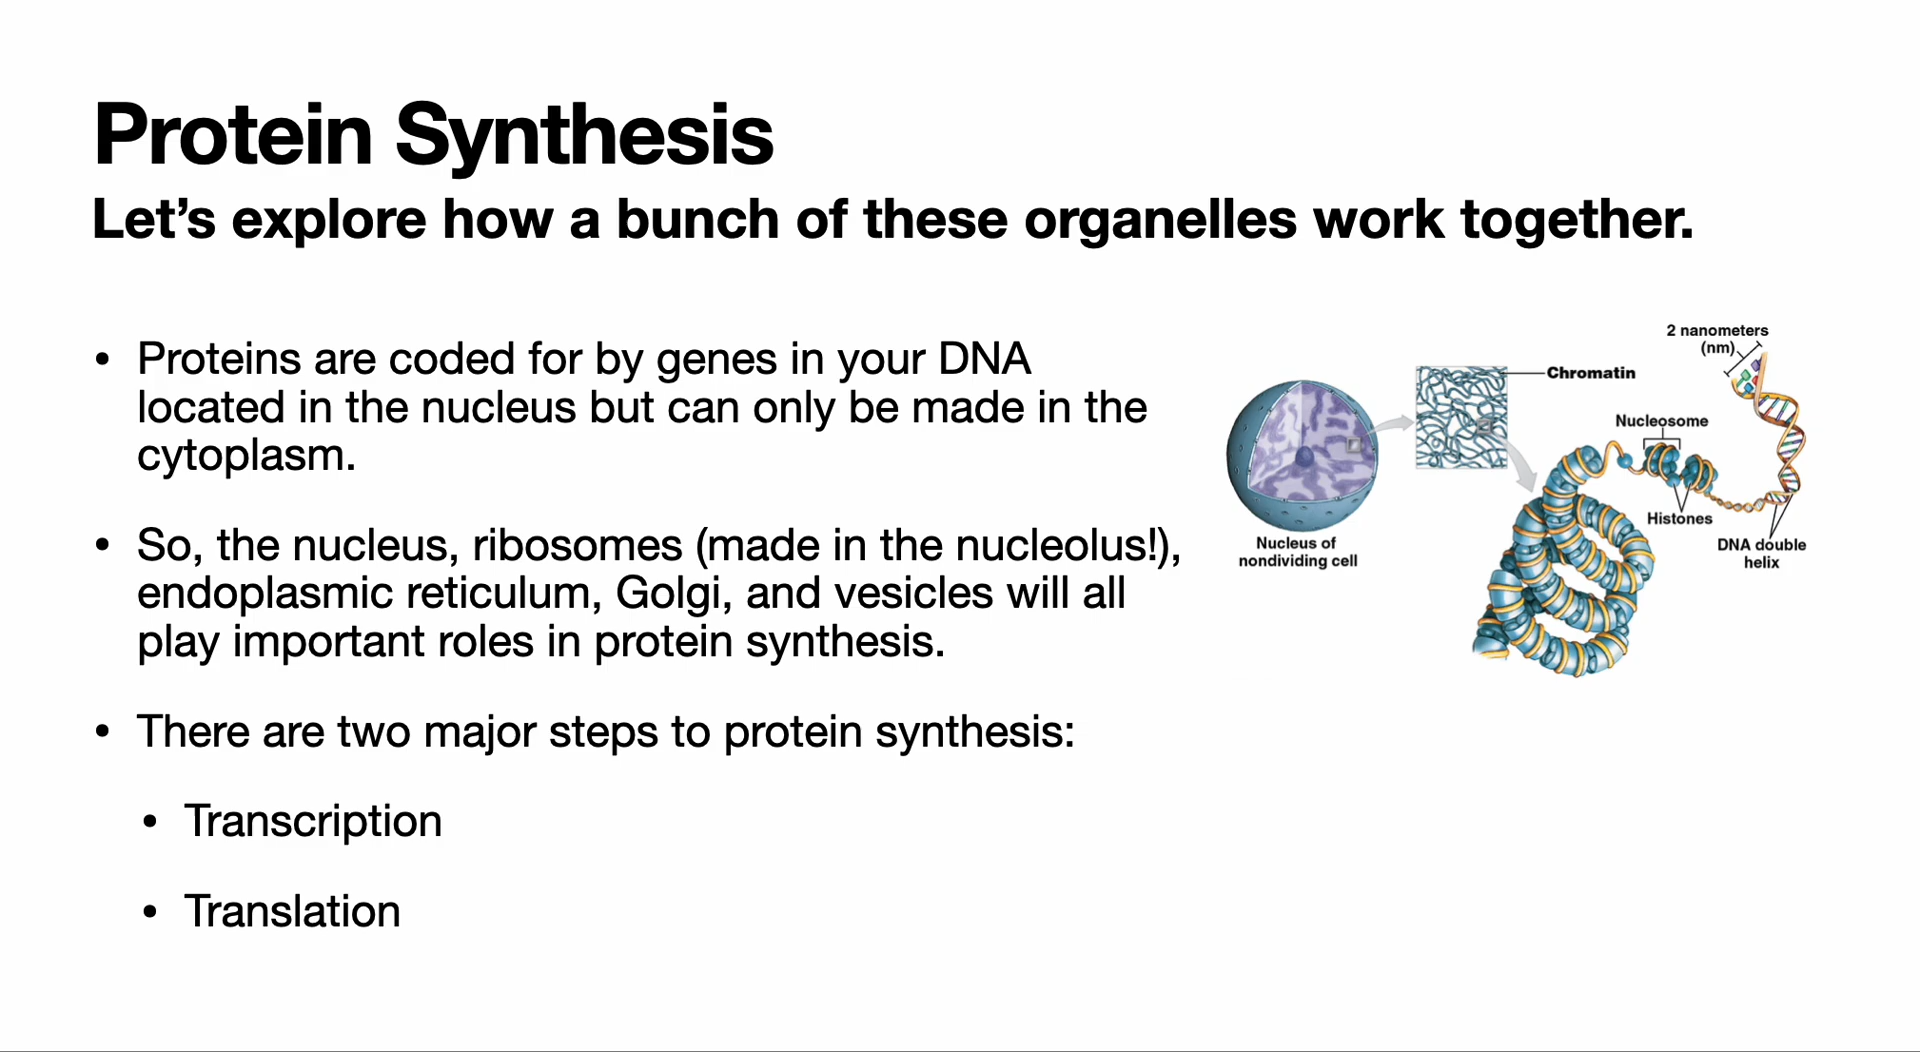 Protein Synthesis
Let's explore how a bunch of these organelles work together.
• Proteins are coded for by genes in your DNA
located in the nucleus but can only be made in the
cytoplasm.
• So, the nucleus, ribosomes (made in the nucleolus!),
endoplasmic reticulum, Golgi, and vesicles will all
play important roles in protein synthesis.
• There are two major steps to protein synthesis:
• Transcription
• Translation
2 nanometers
(nm)
Chromatin
Nucleosome
Histones
DNA double
helix
Nucleus of
nondividing cell